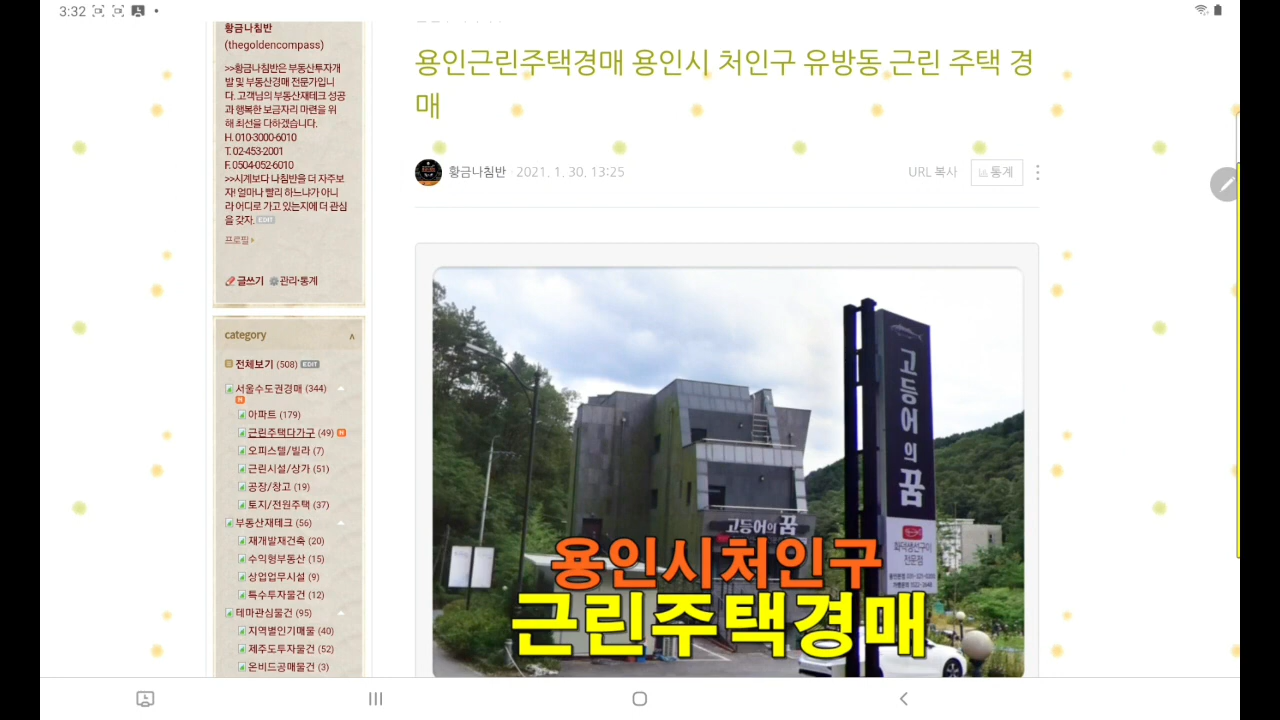 3:32
황금나침반
(thegoldencompass)
>>황금나침반은 부동산투자개
발 및 부동산경매 전문가입니
다. 고객님의 부동산재테크 성공
과 행복한 보금자리 마련을 위
해 최선을 다하겠습니다.
H. 010-3000-6010
T. 02-453-2001
F. 0504-052-6010
>>시계보다 나침반을 더 자주보
자! 얼마나 빨리 하느냐가 아니
라 어디로 가고 있는지에 더 관심
을 갖자. EDIT
프로필
글쓰기 관리·통계
category
전체보기 (508) EDIT
서울수도권경매 (344)
N
아파트 (179)
근린주택다가구 (49) N
오피스텔/빌라 (7)
근린시설/상가 (51)
공장/창고 (19)
토지/전원주택 (37)
부동산재테크 (56)
재개발재건축 (20)
수익형부동산 (15)
상업업무시설 (9)
특수투자물건 (12)
테마관심물건 (95)
지역별인기매물 (40)
제주도투자물건 (52)
온비드공매물건 (3)
용인근린주택경매 용인시 처인구 유방동 근린 주택 경
매
황금나침반 · 2021. 1. 30. 13:25
URL 복사 통계
고등어의꿈
고등어의꿈
화덕생선구이
전문점
용인시처인구
근린주택경매